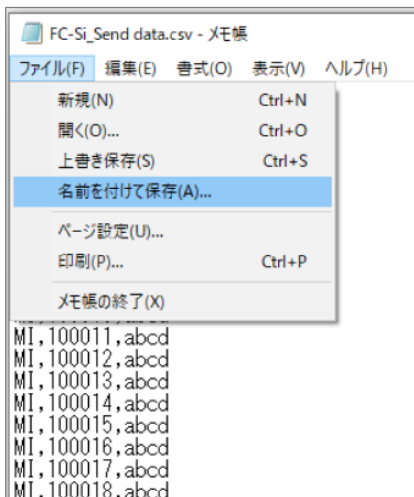 FC-Si_Send data.csv - メモ帳
ファイル(F) 編集(E) 書式(O) 表示(V) ヘルプ(H)
新規(N) Ctrl+N
開く(O)... Ctrl+O
上書き保存(S) Ctrl+S
名前を付けて保存(A)...
ページ設定(U)...
印刷(P)... Ctrl+P
メモ帳の終了(X)
MI,100011,abcd
MI,100012,abcd
MI,100013,abcd
MI,100014,abcd
MI,100015,abcd
MI,100016,abcd
MI,100017,abcd
MI,100018,abcd